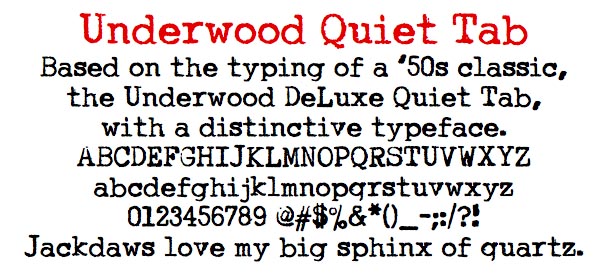 Underwood Quiet Tab
Based on the typing of a '50s classic,
the Underwood DeLuxe Quiet Tab,
with a distinctive typeface.
ABCDEFGHIJKLMNOPQRSTUVWXYZ
abcdefghijklmnopqrstuvwxyz
0123456789 @#$%&*()_-;:/?!
Jackdaws love my big sphinx of quartz.